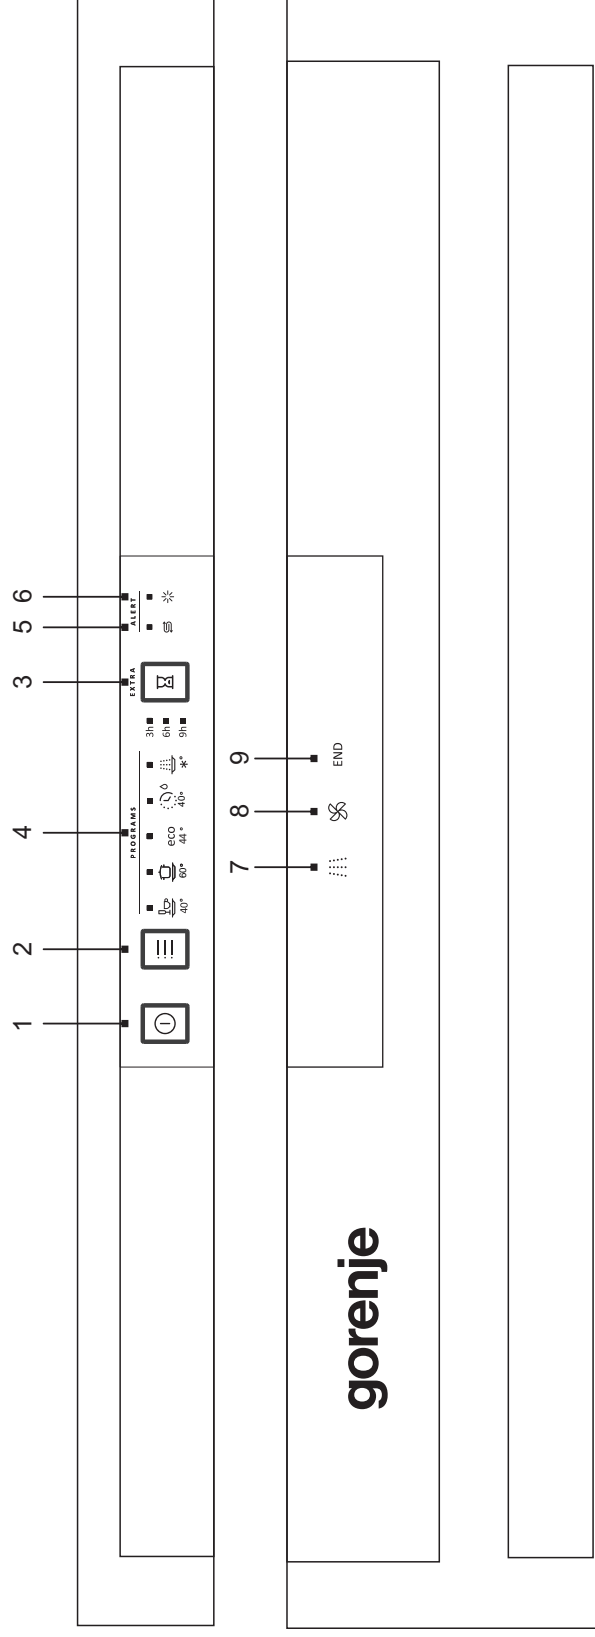 1 2 4 3 5 6
PROGRAMS EXTRA ALERT
3h
6h
9h
eco
40° 60° 44° 40° *°
7 8 9
END
gorenje